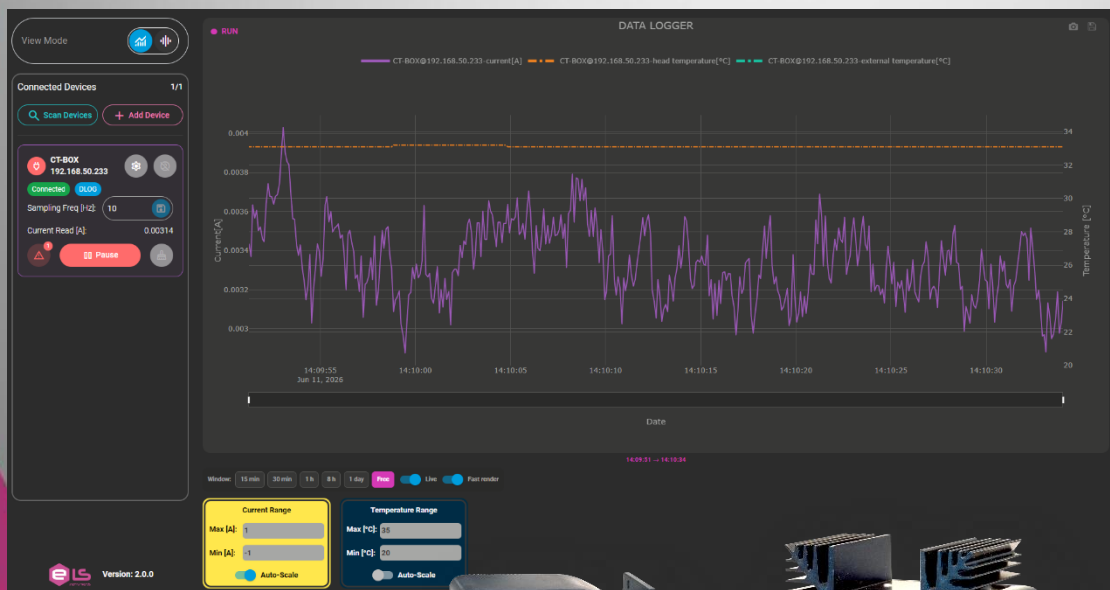 View Mode
Connected Devices 1/1
Scan Devices + Add Device
CT-BOX
192.168.50.233
Connected DLOG
Sampling Freq [Hz]: 10
Current Read [A]: 0.00314
1
Pause
ELS
Version: 2.0.0
RUN
DATA LOGGER
CT-BOX@192.168.50.233-current[A] CT-BOX@192.168.50.233-head temperature[°C] CT-BOX@192.168.50.233-external temperature[°C]
Current[A]
0.004
0.0038
0.0036
0.0034
0.0032
0.003
34
32
30
28
26
24
22
20
Temperature [°C]
14:09:55 14:10:00 14:10:05 14:10:10 14:10:15 14:10:20 14:10:25 14:10:30
Jun 11, 2026
Date
14:09:51 → 14:10:34
Window: 15 min 30 min 1 h 8 h 1 day Free Live Fast render
Current Range
Max [A]: 1
Min [A]: -1
Auto-Scale
Temperature Range
Max [°C]: 35
Min [°C]: 20
Auto-Scale